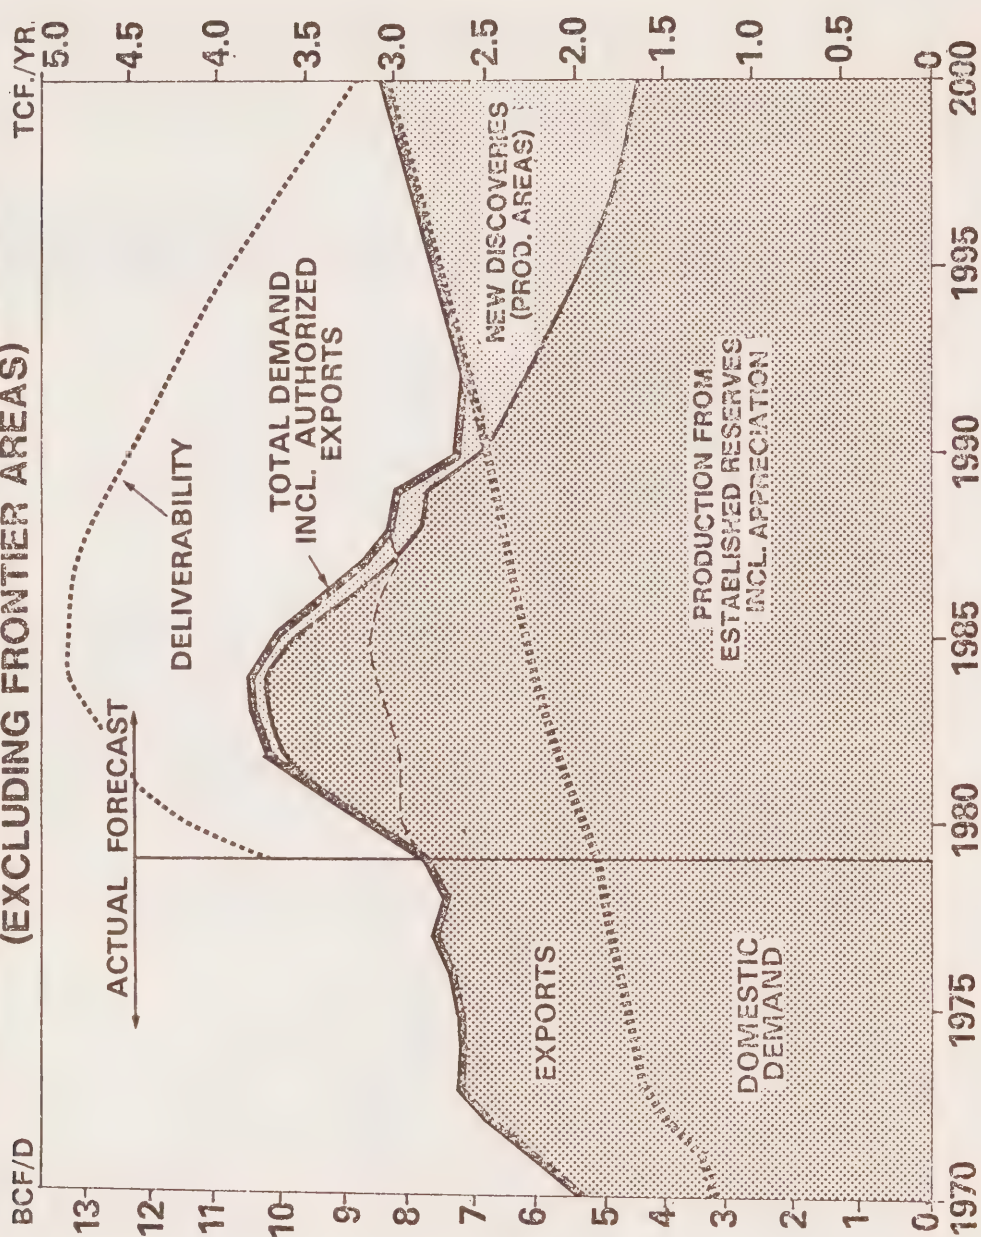 (EXCLUDING FRONTIER AREAS)
BCF/D
TCF./YR.
13
12
11
10
9
8
7
6
5
4
3
2
1
0
5.0
4.5
4.0
3.5
3.0
2.5
2.0
1.5
1.0
0.5
0
ACTUAL FORECAST
DELIVERABILITY
TOTAL DEMAND
INCL. AUTHORIZED
EXPORTS
NEW DISCOVERIES
(PROD. AREAS)
EXPORTS
DOMESTIC
DEMAND
PRODUCTION FROM
ESTABLISHED RESERVES
INCL. APPRECIATION
1970
1975
1980
1985
1990
1995
2000